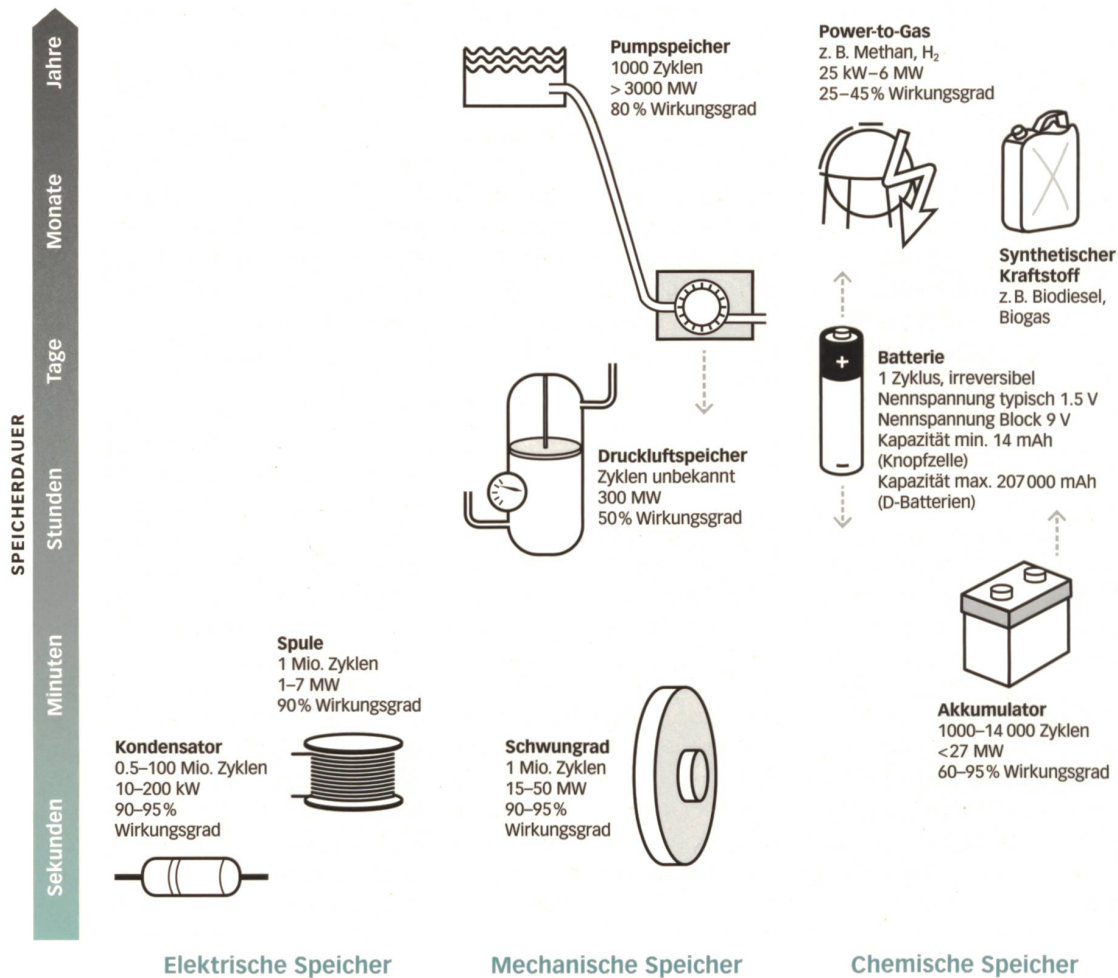 SPEICHERDAUER
Jahre
Monate
Tage
Stunden
Minuten
Sekunden
Pumpspeicher
1000 Zyklen
> 3000 MW
80 % Wirkungsgrad
Power-to-Gas
z. B. Methan, H₂
25 kW–6 MW
25–45% Wirkungsgrad
Synthetischer
Kraftstoff
z. B. Biodiesel,
Biogas
+
–
Batterie
1 Zyklus, irreversibel
Nennspannung typisch 1.5 V
Nennspannung Block 9 V
Kapazität min. 14 mAh
(Knopfzelle)
Kapazität max. 207 000 mAh
(D-Batterien)
Druckluftspeicher
Zyklen unbekannt
300 MW
50% Wirkungsgrad
Spule
1 Mio. Zyklen
1–7 MW
90% Wirkungsgrad
Kondensator
0.5–100 Mio. Zyklen
10–200 kW
90–95%
Wirkungsgrad
Schwungrad
1 Mio. Zyklen
15–50 MW
90–95%
Wirkungsgrad
Akkumulator
1000–14 000 Zyklen
<27 MW
60–95% Wirkungsgrad
Elektrische Speicher
Mechanische Speicher
Chemische Speicher